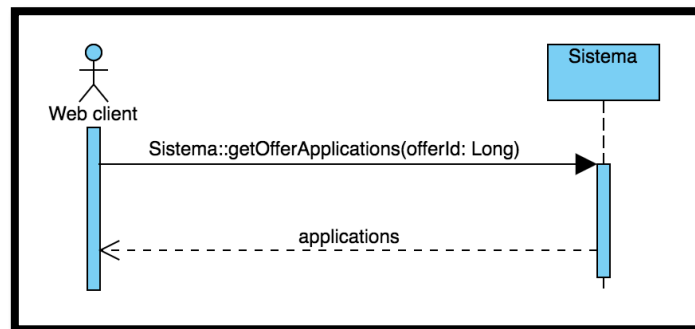 Sistema
Web client
Sistema::getOfferApplications(offerId: Long)
applications